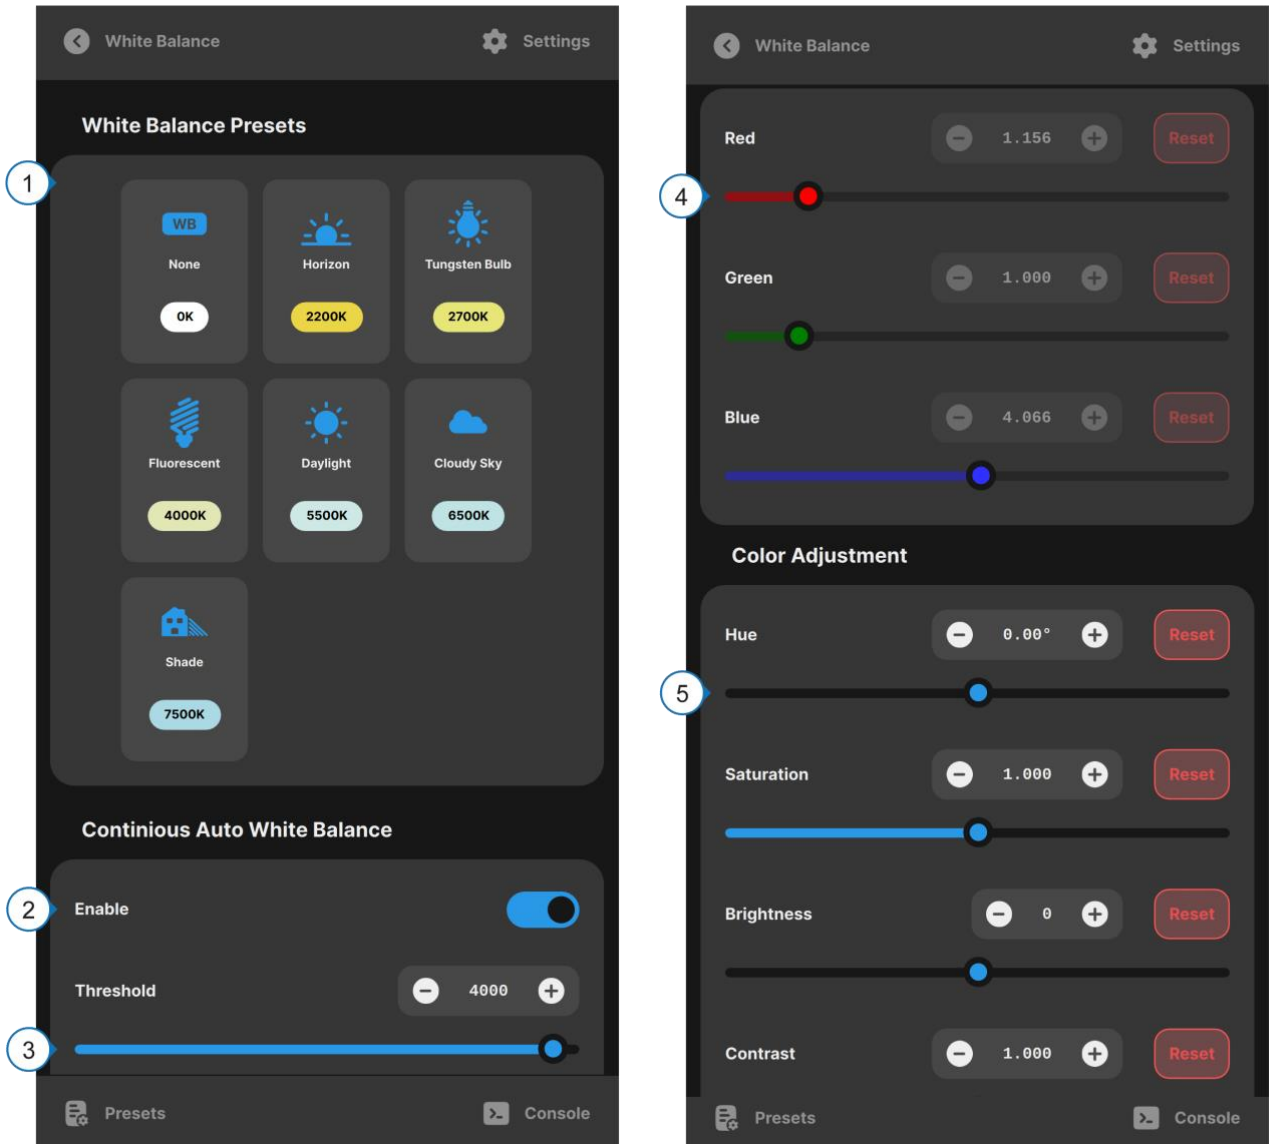 White Balance
Settings
White Balance Presets
1
WB
None
0K
Horizon
2200K
Tungsten Bulb
2700K
Fluorescent
4000K
Daylight
5500K
Cloudy Sky
6500K
Shade
7500K
Continious Auto White Balance
2
Enable
Threshold
4000
3
Presets
Console
White Balance
Settings
Red
1.156
Reset
4
Green
1.000
Reset
Blue
4.066
Reset
Color Adjustment
Hue
0.00°
Reset
5
Saturation
1.000
Reset
Brightness
0
Reset
Contrast
1.000
Reset
Presets
Console